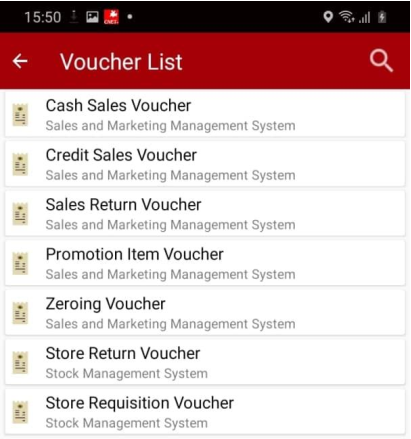 15:50
Voucher List
Cash Sales Voucher
Sales and Marketing Management System
Credit Sales Voucher
Sales and Marketing Management System
Sales Return Voucher
Sales and Marketing Management System
Promotion Item Voucher
Sales and Marketing Management System
Zeroing Voucher
Sales and Marketing Management System
Store Return Voucher
Stock Management System
Store Requisition Voucher
Stock Management System